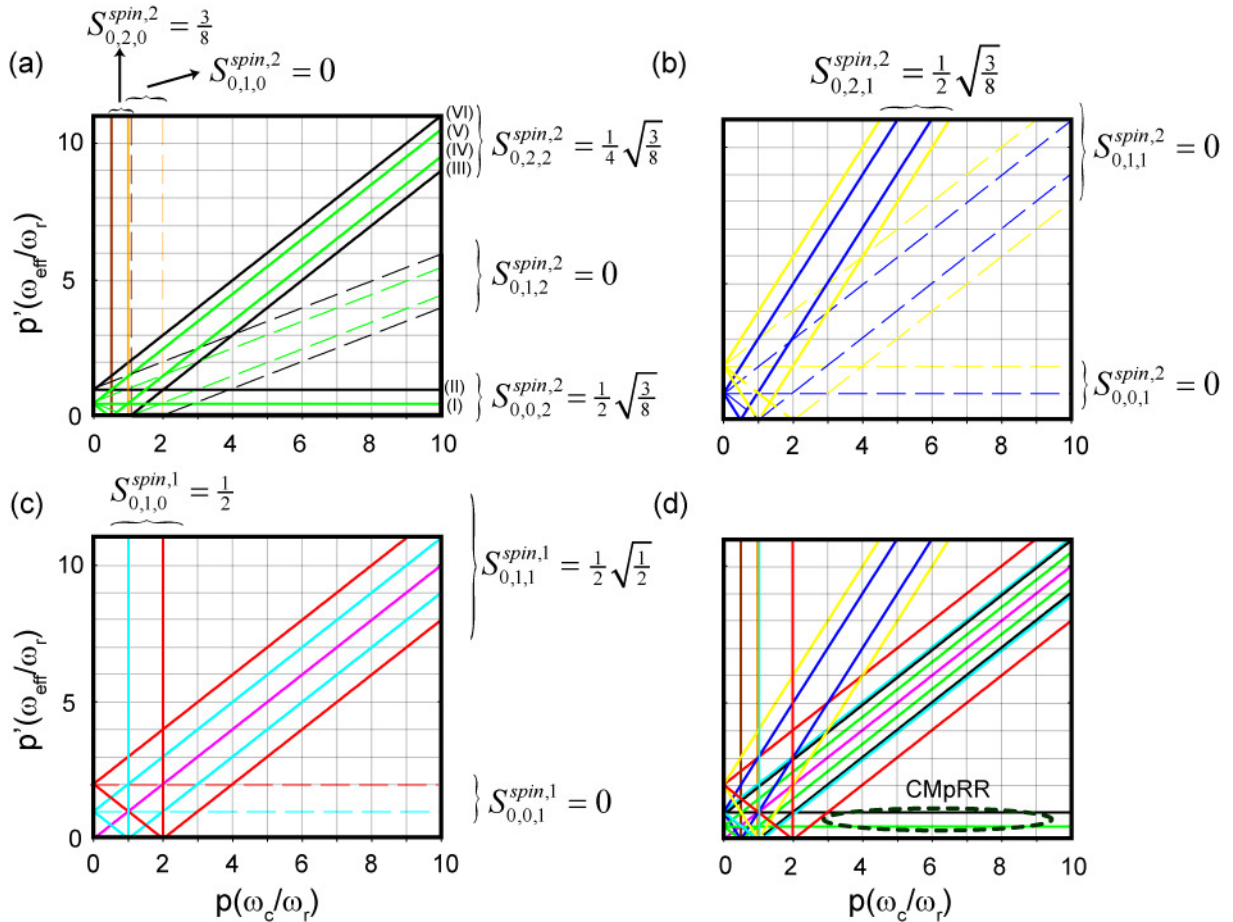 S^{spin,2}_{0,2,0} = 3/8
(a)
S^{spin,2}_{0,1,0} = 0
10
5
0
p'(ω_eff/ω_r)
0 2 4 6 8 10
(VI)
(V)
(IV)
(III)
S^{spin,2}_{0,2,2} = 1/4 √(3/8)
S^{spin,2}_{0,1,2} = 0
(II)
(I)
S^{spin,2}_{0,0,2} = 1/2 √(3/8)
(b)
S^{spin,2}_{0,2,1} = 1/2 √(3/8)
S^{spin,2}_{0,1,1} = 0
S^{spin,2}_{0,0,1} = 0
0 2 4 6 8 10
(c)
S^{spin,1}_{0,1,0} = 1/2
10
5
0
p'(ω_eff/ω_r)
0 2 4 6 8 10
p(ω_c/ω_r)
S^{spin,1}_{0,1,1} = 1/2 √(1/2)
S^{spin,1}_{0,0,1} = 0
(d)
CMpRR
0 2 4 6 8 10
p(ω_c/ω_r)